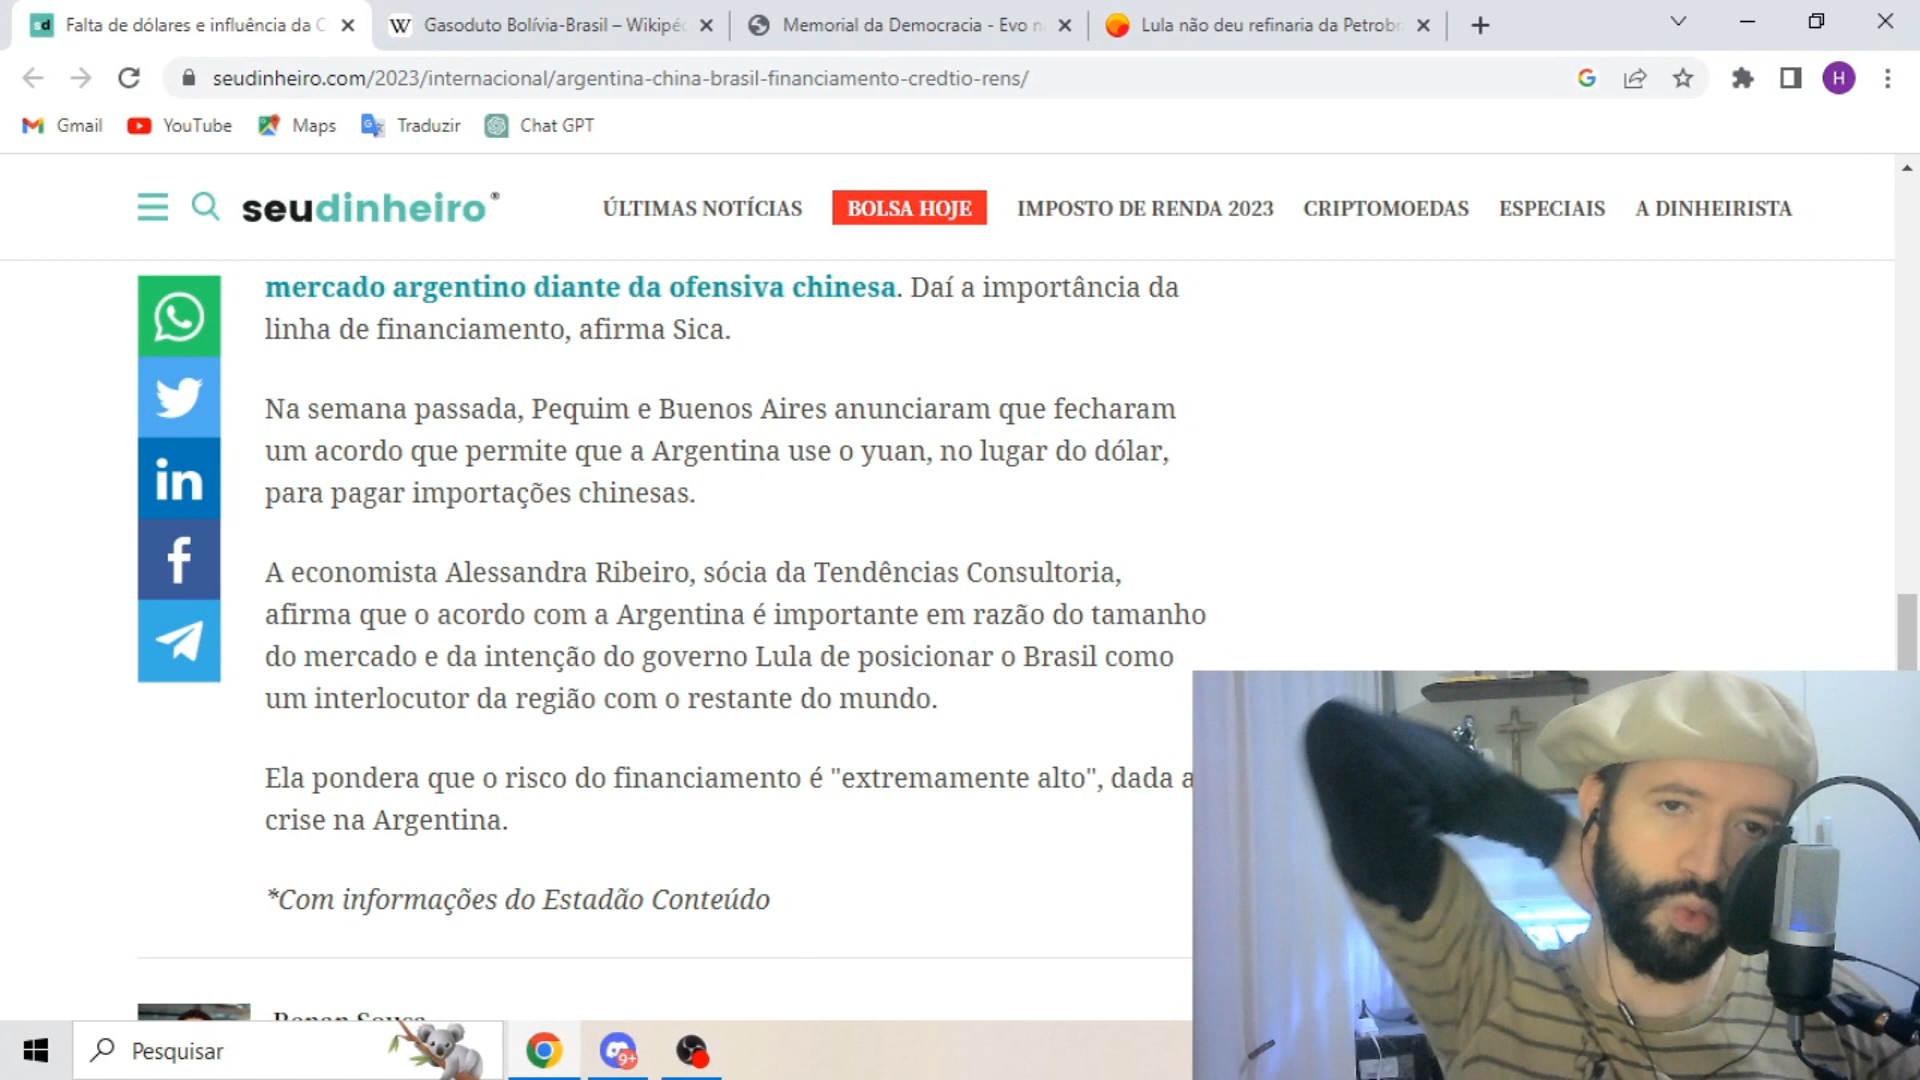 sd Falta de dólares e influência da C
W Gasoduto Bolívia-Brasil – Wikipéd
Memorial da Democracia - Evo n
Lula não deu refinaria da Petrobr
seudinheiro.com/2023/internacional/argentina-china-brasil-financiamento-credtio-rens/
G
H
Gmail
YouTube
Maps
Traduzir
Chat GPT
seudinheiro®
ÚLTIMAS NOTÍCIAS
BOLSA HOJE
IMPOSTO DE RENDA 2023
CRIPTOMOEDAS
ESPECIAIS
A DINHEIRISTA
mercado argentino diante da ofensiva chinesa. Daí a importância da
linha de financiamento, afirma Sica.
Na semana passada, Pequim e Buenos Aires anunciaram que fecharam
um acordo que permite que a Argentina use o yuan, no lugar do dólar,
para pagar importações chinesas.
A economista Alessandra Ribeiro, sócia da Tendências Consultoria,
afirma que o acordo com a Argentina é importante em razão do tamanho
do mercado e da intenção do governo Lula de posicionar o Brasil como
um interlocutor da região com o restante do mundo.
Ela pondera que o risco do financiamento é "extremamente alto", dada a
crise na Argentina.
*Com informações do Estadão Conteúdo
in
f
Renan Sousa
Pesquisar
9+